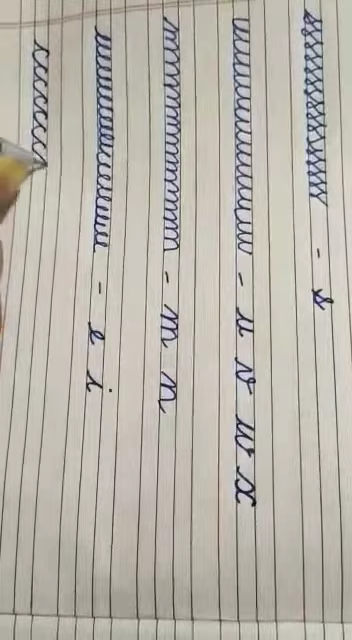 - s
- u v w x
- m n
- e i